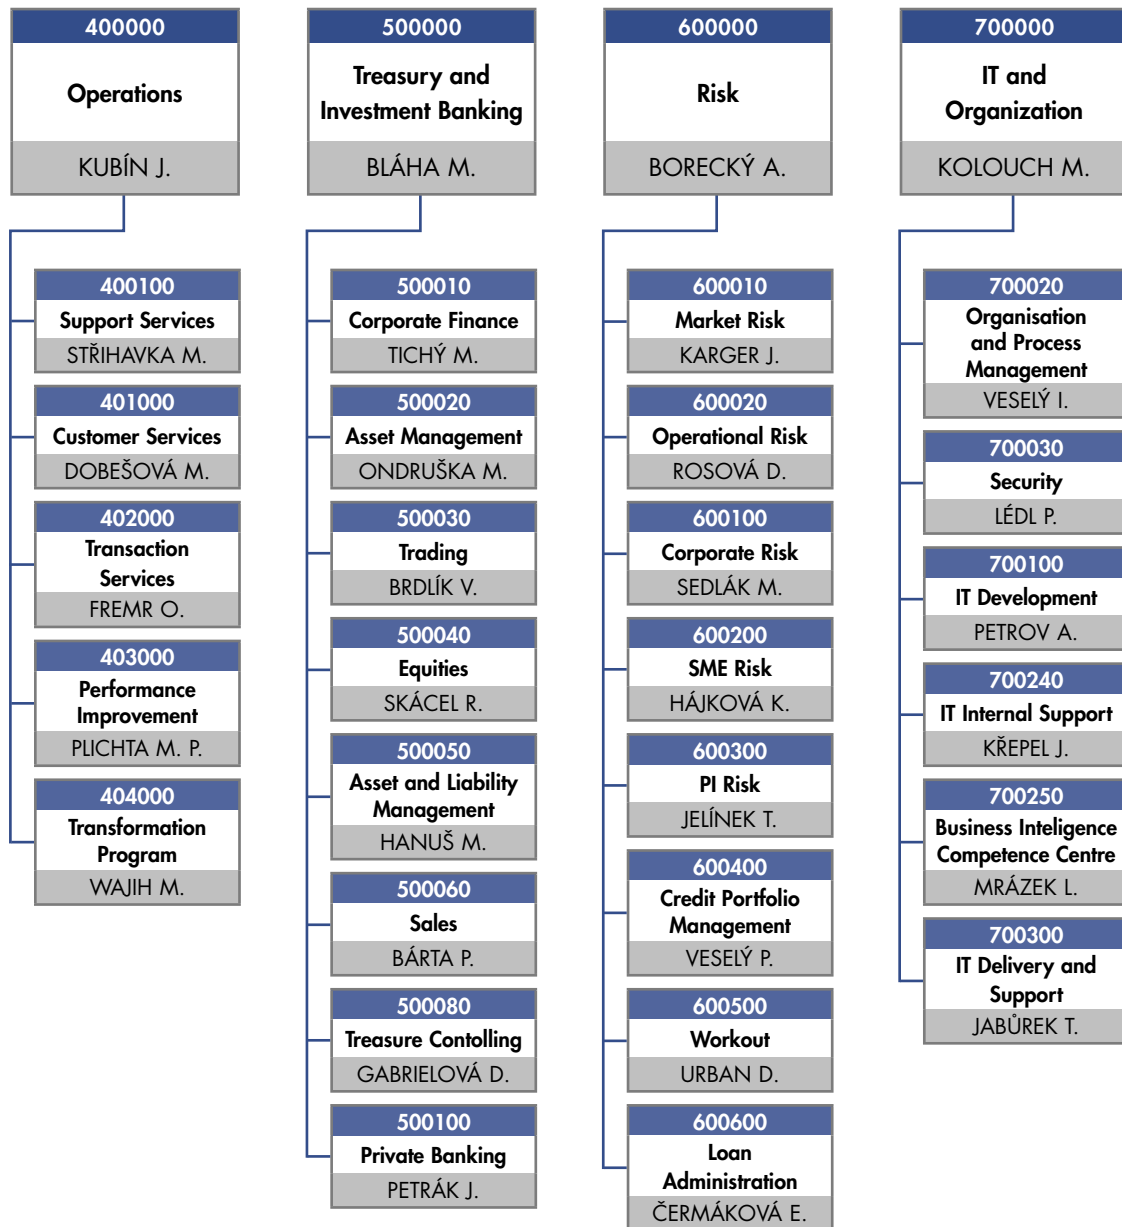 400000
Operations
KUBÍN J.
400100
Support Services
STŘIHAVKA M.
401000
Customer Services
DOBEŠOVÁ M.
402000
Transaction
Services
FREMR O.
403000
Performance
Improvement
PLICHTA M. P.
404000
Transformation
Program
WAJIH M.
500000
Treasury and
Investment Banking
BLÁHA M.
500010
Corporate Finance
TICHÝ M.
500020
Asset Management
ONDRUŠKA M.
500030
Trading
BRDLÍK V.
500040
Equities
SKÁCEL R.
500050
Asset and Liability
Management
HANUŠ M.
500060
Sales
BÁRTA P.
500080
Treasure Contolling
GABRIELOVÁ D.
500100
Private Banking
PETRÁK J.
600000
Risk
BORECKÝ A.
600010
Market Risk
KARGER J.
600020
Operational Risk
ROSOVÁ D.
600100
Corporate Risk
SEDLÁK M.
600200
SME Risk
HÁJKOVÁ K.
600300
PI Risk
JELÍNEK T.
600400
Credit Portfolio
Management
VESELÝ P.
600500
Workout
URBAN D.
600600
Loan
Administration
ČERMÁKOVÁ E.
700000
IT and
Organization
KOLOUCH M.
700020
Organisation
and Process
Management
VESELÝ I.
700030
Security
LÉDL P.
700100
IT Development
PETROV A.
700240
IT Internal Support
KŘEPEL J.
700250
Business Inteligence
Competence Centre
MRÁZEK L.
700300
IT Delivery and
Support
JABŮREK T.